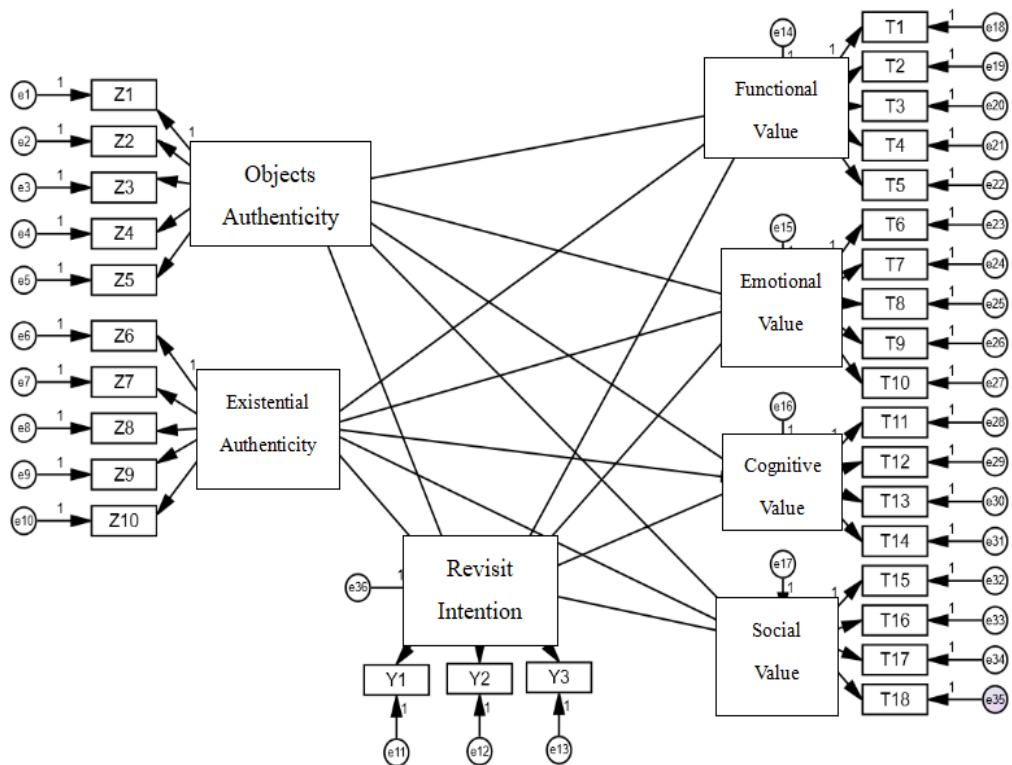 e1
1
Z1
e2
1
Z2
e3
1
Z3
e4
1
Z4
e5
1
Z5
1
Objects
Authenticity
e6
1
Z6
e7
1
Z7
e8
1
Z8
e9
1
Z9
e10
1
Z10
1
Existential
Authenticity
e36
1
Revisit
Intention
Y1
Y2
Y3
1
1
1
e11
e12
e13
e14
1
Functional
Value
1
T1
1
e18
T2
1
e19
T3
1
e20
T4
1
e21
T5
1
e22
e15
1
Emotional
Value
1
T6
1
e23
T7
1
e24
T8
1
e25
T9
1
e26
T10
1
e27
e16
1
Cognitive
Value
1
T11
1
e28
T12
1
e29
T13
1
e30
T14
1
e31
e17
1
Social
Value
1
T15
1
e32
T16
1
e33
T17
1
e34
T18
1
e35